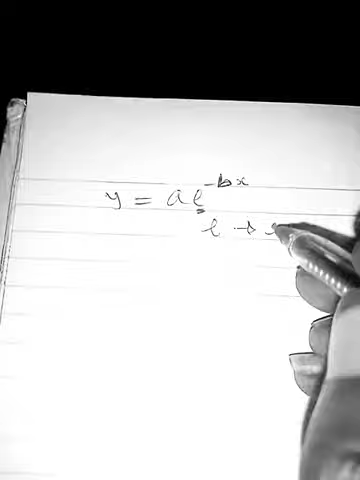 y = ae^-bx
e →